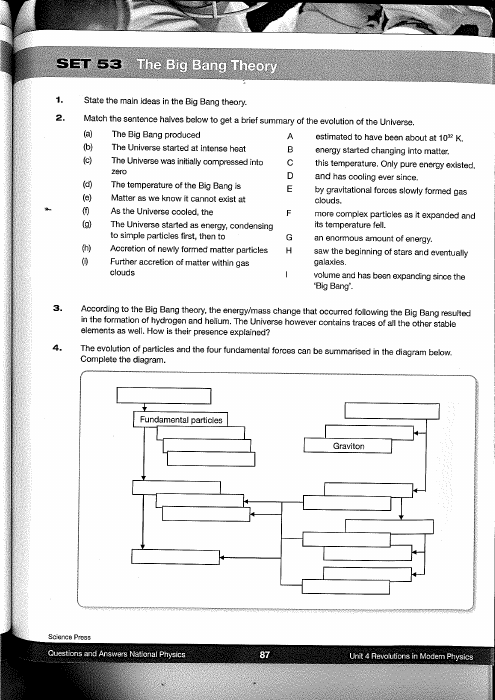 SET 53 The Big Bang Theory
1. State the main ideas in the Big Bang theory.
2. Match the sentence halves below to get a brief summary of the evolution of the Universe.
(a) The Big Bang produced
(b) The Universe started at intense heat
(c) The Universe was initially compressed into
zero
(d) The temperature of the Big Bang is
(e) Matter as we know it cannot exist at
(f) As the Universe cooled, the
(g) The Universe started as energy, condensing
to simple particles first, then to
(h) Accretion of newly formed matter particles
(i) Further accretion of matter within gas
clouds
A estimated to have been about at 10³² K.
B energy started changing into matter.
C this temperature. Only pure energy existed.
D and has cooling ever since.
E by gravitational forces slowly formed gas
clouds.
F more complex particles as it expanded and
its temperature fell.
G an enormous amount of energy.
H saw the beginning of stars and eventually
galaxies.
I volume and has been expanding since the
'Big Bang'.
3. According to the Big Bang theory, the energy/mass change that occurred following the Big Bang resulted
in the formation of hydrogen and helium. The Universe however contains traces of all the other stable
elements as well. How is their presence explained?
4. The evolution of particles and the four fundamental forces can be summarised in the diagram below.
Complete the diagram.
Fundamental particles
Graviton
Science Press
Questions and Answers National Physics 87 Unit 4 Revolutions in Modern Physics